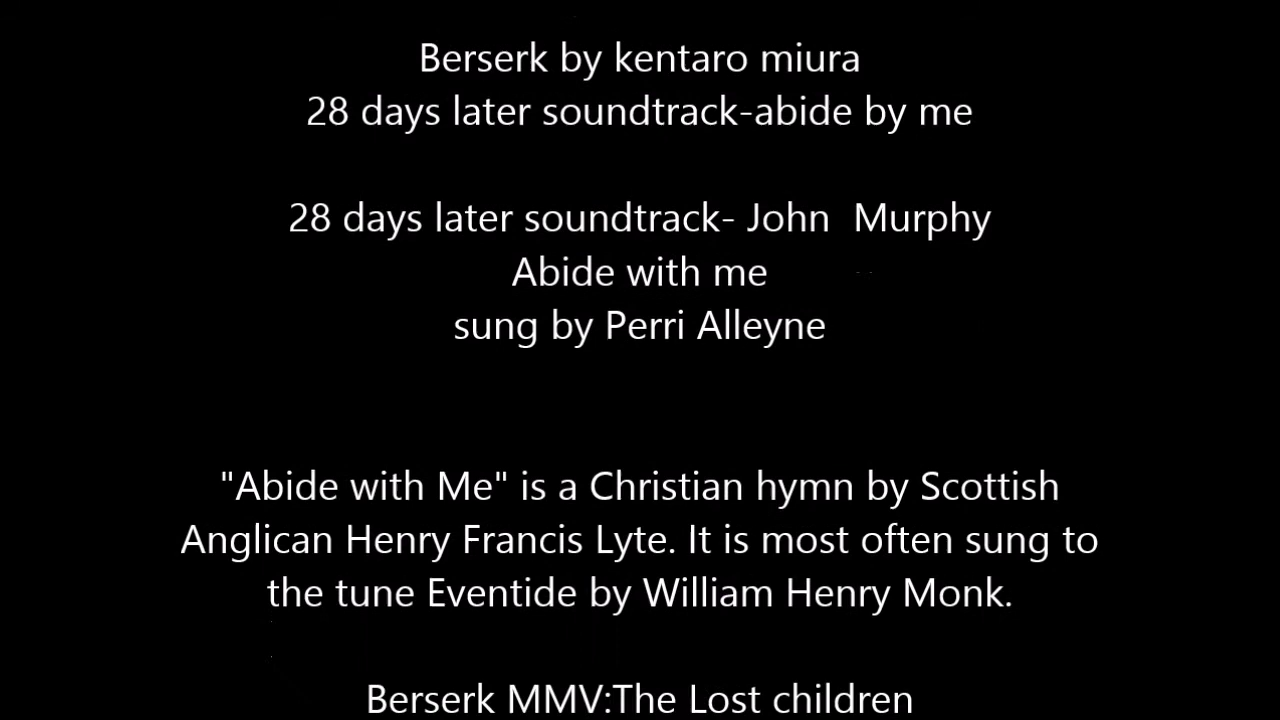 Berserk by kentaro miura
28 days later soundtrack-abide by me
28 days later soundtrack- John  Murphy
Abide with me
sung by Perri Alleyne
"Abide with Me" is a Christian hymn by Scottish
Anglican Henry Francis Lyte. It is most often sung to
the tune Eventide by William Henry Monk.
Berserk MMV:The Lost children